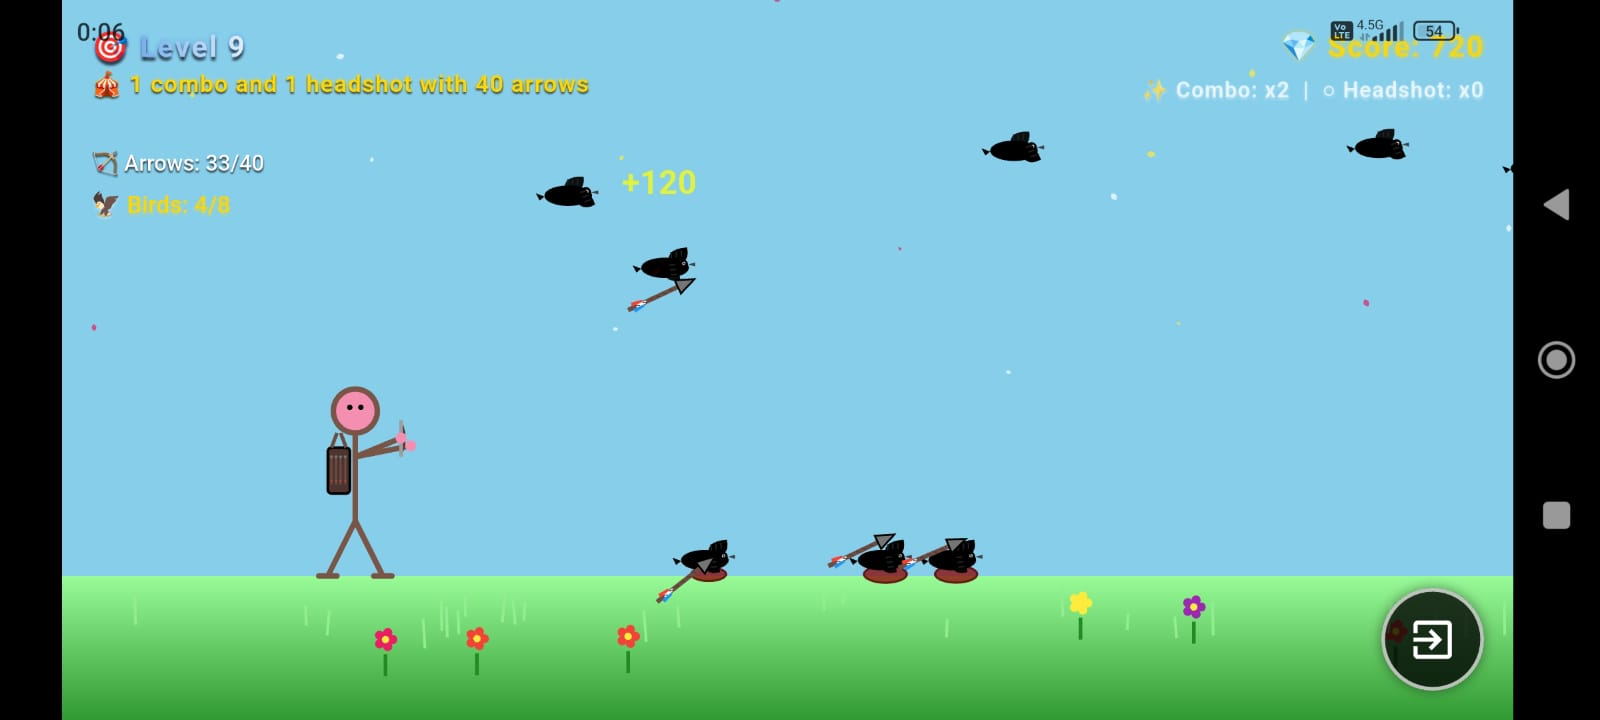 0:06
Level 9
1 combo and 1 headshot with 40 arrows
Arrows: 33/40
Birds: 4/8
+120
Vo LTE 4.5G 54
Score: 720
Combo: x2 | ○ Headshot: x0